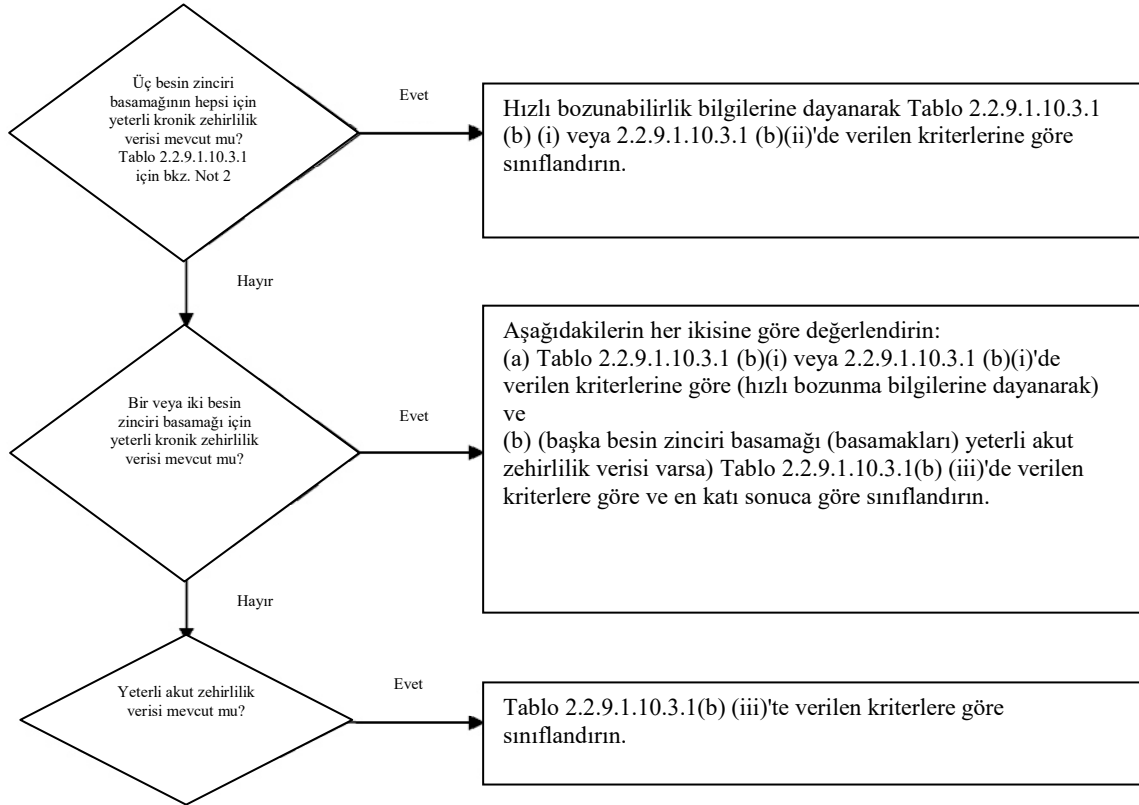 Üç besin zinciri
basamağının hepsi için
yeterli kronik zehirlilik
verisi mevcut mu?
Tablo 2.2.9.1.10.3.1
için bkz. Not 2
Evet
Hızlı bozunabilirlik bilgilerine dayanarak Tablo 2.2.9.1.10.3.1
(b) (i) veya 2.2.9.1.10.3.1 (b)(ii)'de verilen kriterlerine göre
sınıflandırın.
Hayır
Bir veya iki besin
zinciri basamağı için
yeterli kronik zehirlilik
verisi mevcut mu?
Evet
Aşağıdakilerin her ikisine göre değerlendirin:
(a) Tablo 2.2.9.1.10.3.1 (b)(i) veya 2.2.9.1.10.3.1 (b)(i)'de
verilen kriterlerine göre (hızlı bozunma bilgilerine dayanarak)
ve
(b) (başka besin zinciri basamağı (basamakları) yeterli akut
zehirlilik verisi varsa) Tablo 2.2.9.1.10.3.1(b) (iii)'de verilen
kriterlere göre ve en katı sonuca göre sınıflandırın.
Hayır
Yeterli akut zehirlilik
verisi mevcut mu?
Evet
Tablo 2.2.9.1.10.3.1(b) (iii)'te verilen kriterlere göre
sınıflandırın.